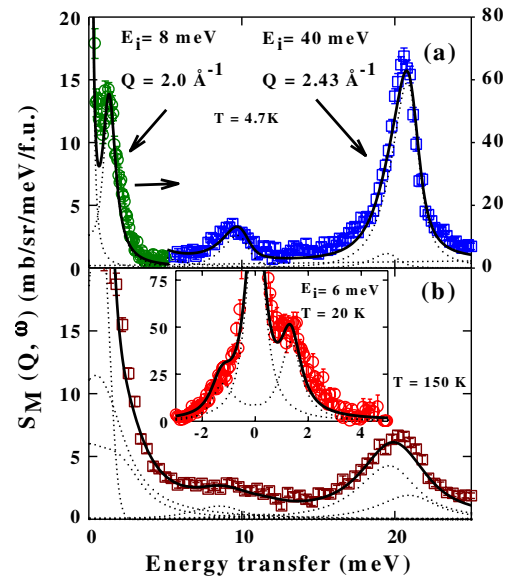 20
80
E_i= 8 meV
E_i= 40 meV
(a)
Q = 2.0 Å^-1
Q = 2.43 Å^-1
T = 4.7K
15
60
10
40
5
20
0
0
S_M (Q, ω) (mb/sr/meV/f.u.)
(b)
E_i= 6 meV
T = 20 K
75
50
25
0
-2
0
2
4
T = 150 K
15
10
5
0
0
10
20
Energy transfer (meV)